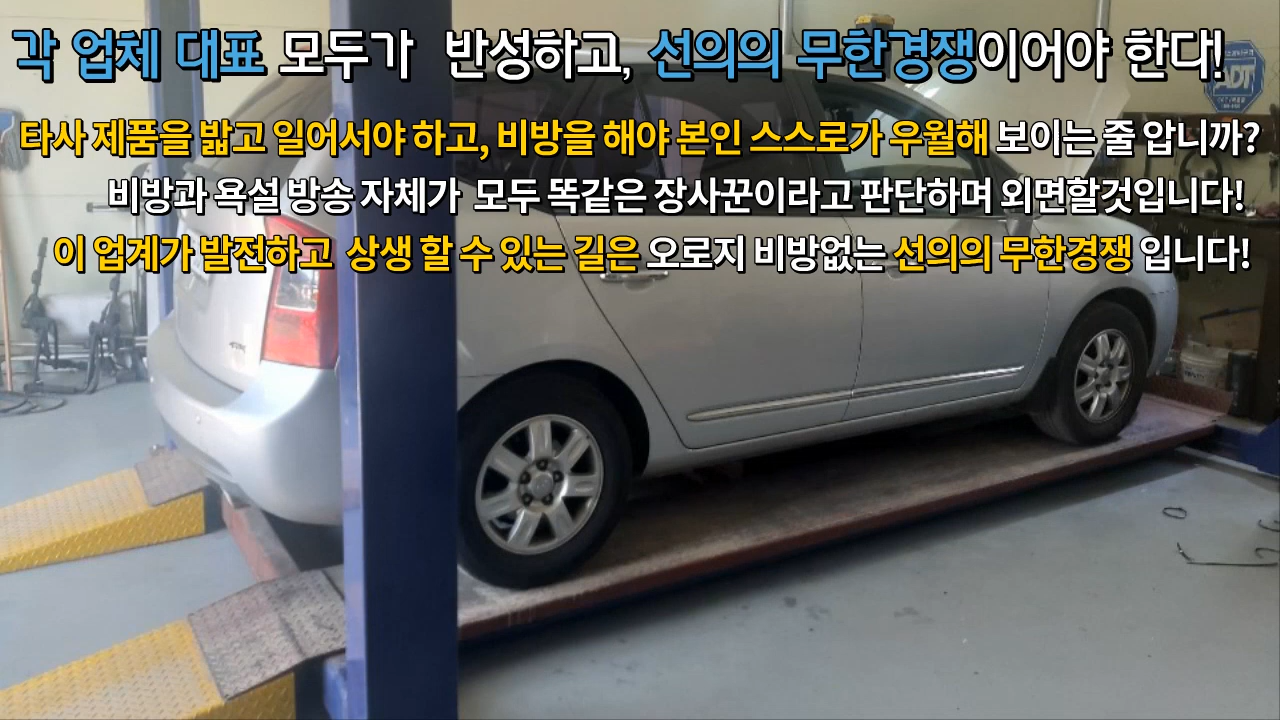 각 업체 대표 모두가 반성하고, 선의의 무한경쟁이어야 한다!
타사 제품을 밟고 일어서야 하고, 비방을 해야 본인 스스로가 우월해 보이는 줄 압니까?
비방과 욕설 방송 자체가 모두 똑같은 장사꾼이라고 판단하며 외면할것입니다!
이 업계가 발전하고 상생 할 수 있는 길은 오로지 비방없는 선의의 무한경쟁 입니다!
ADT